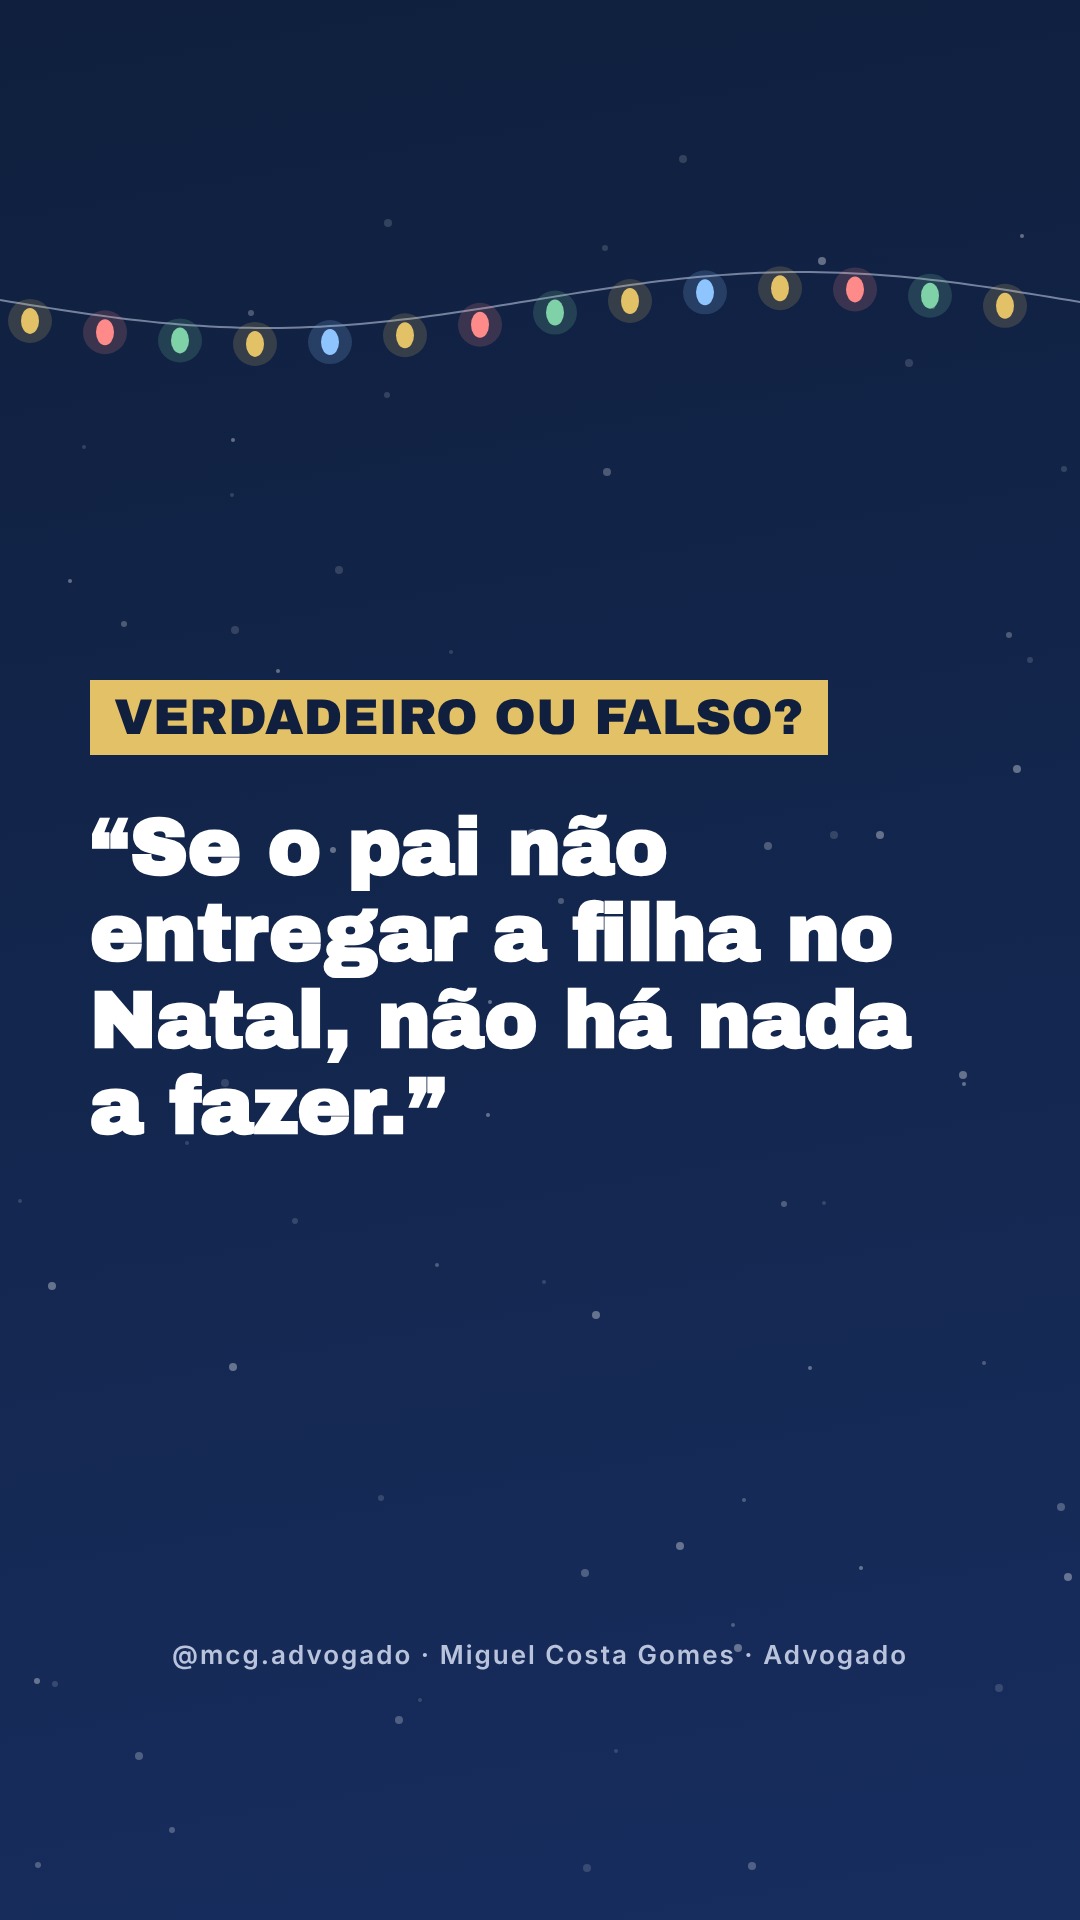 VERDADEIRO OU FALSO?
“Se o pai não
entregar a filha no
Natal, não há nada
a fazer.”
@mcg.advogado · Miguel Costa Gomes · Advogado